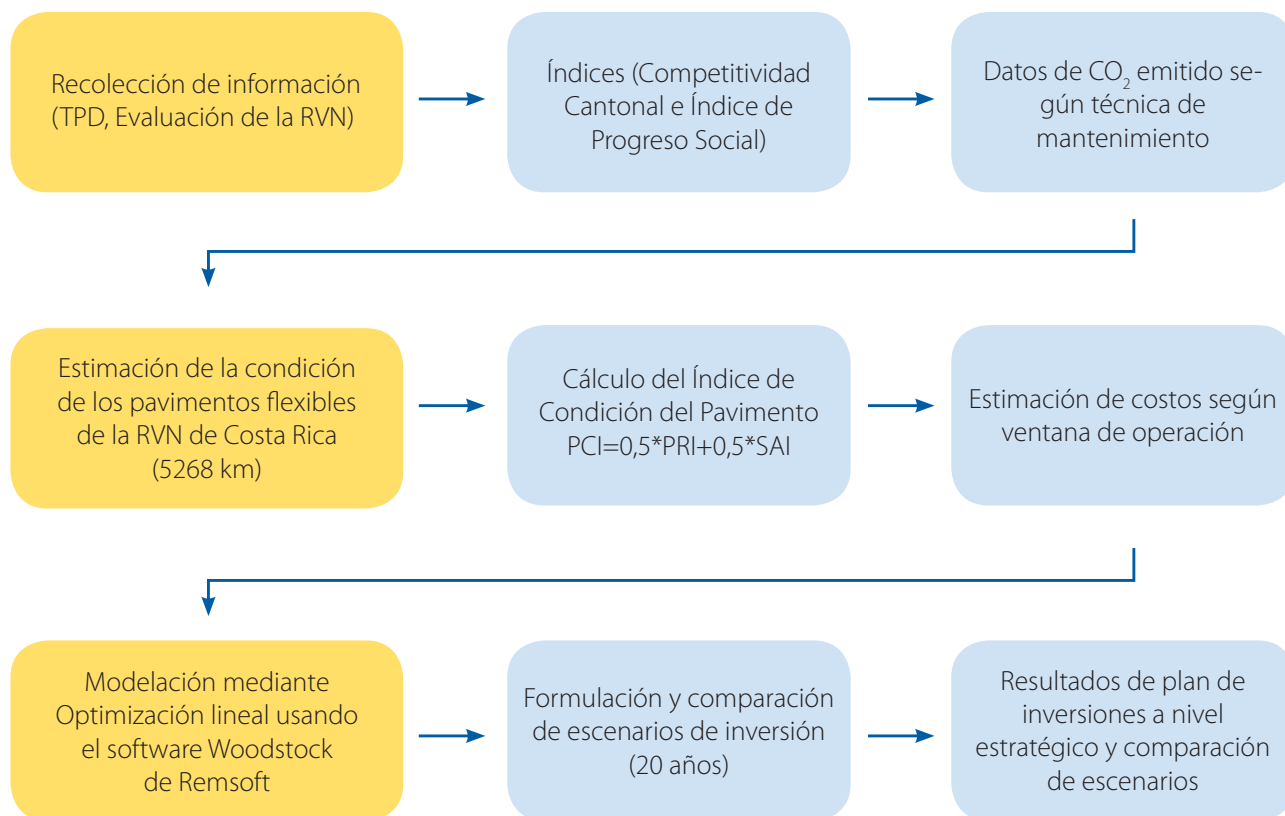 Recolección de información
(TPD, Evaluación de la RVN)
Índices (Competitividad
Cantonal e Índice de
Progreso Social)
Datos de CO₂ emitido se-
gún técnica de
mantenimiento
Estimación de la condición
de los pavimentos flexibles
de la RVN de Costa Rica
(5268 km)
Cálculo del Índice de
Condición del Pavimento
PCI=0,5*PRI+0,5*SAI
Estimación de costos según
ventana de operación
Modelación mediante
Optimización lineal usando
el software Woodstock
de Remsoft
Formulación y comparación
de escenarios de inversión
(20 años)
Resultados de plan de
inversiones a nivel
estratégico y comparación
de escenarios